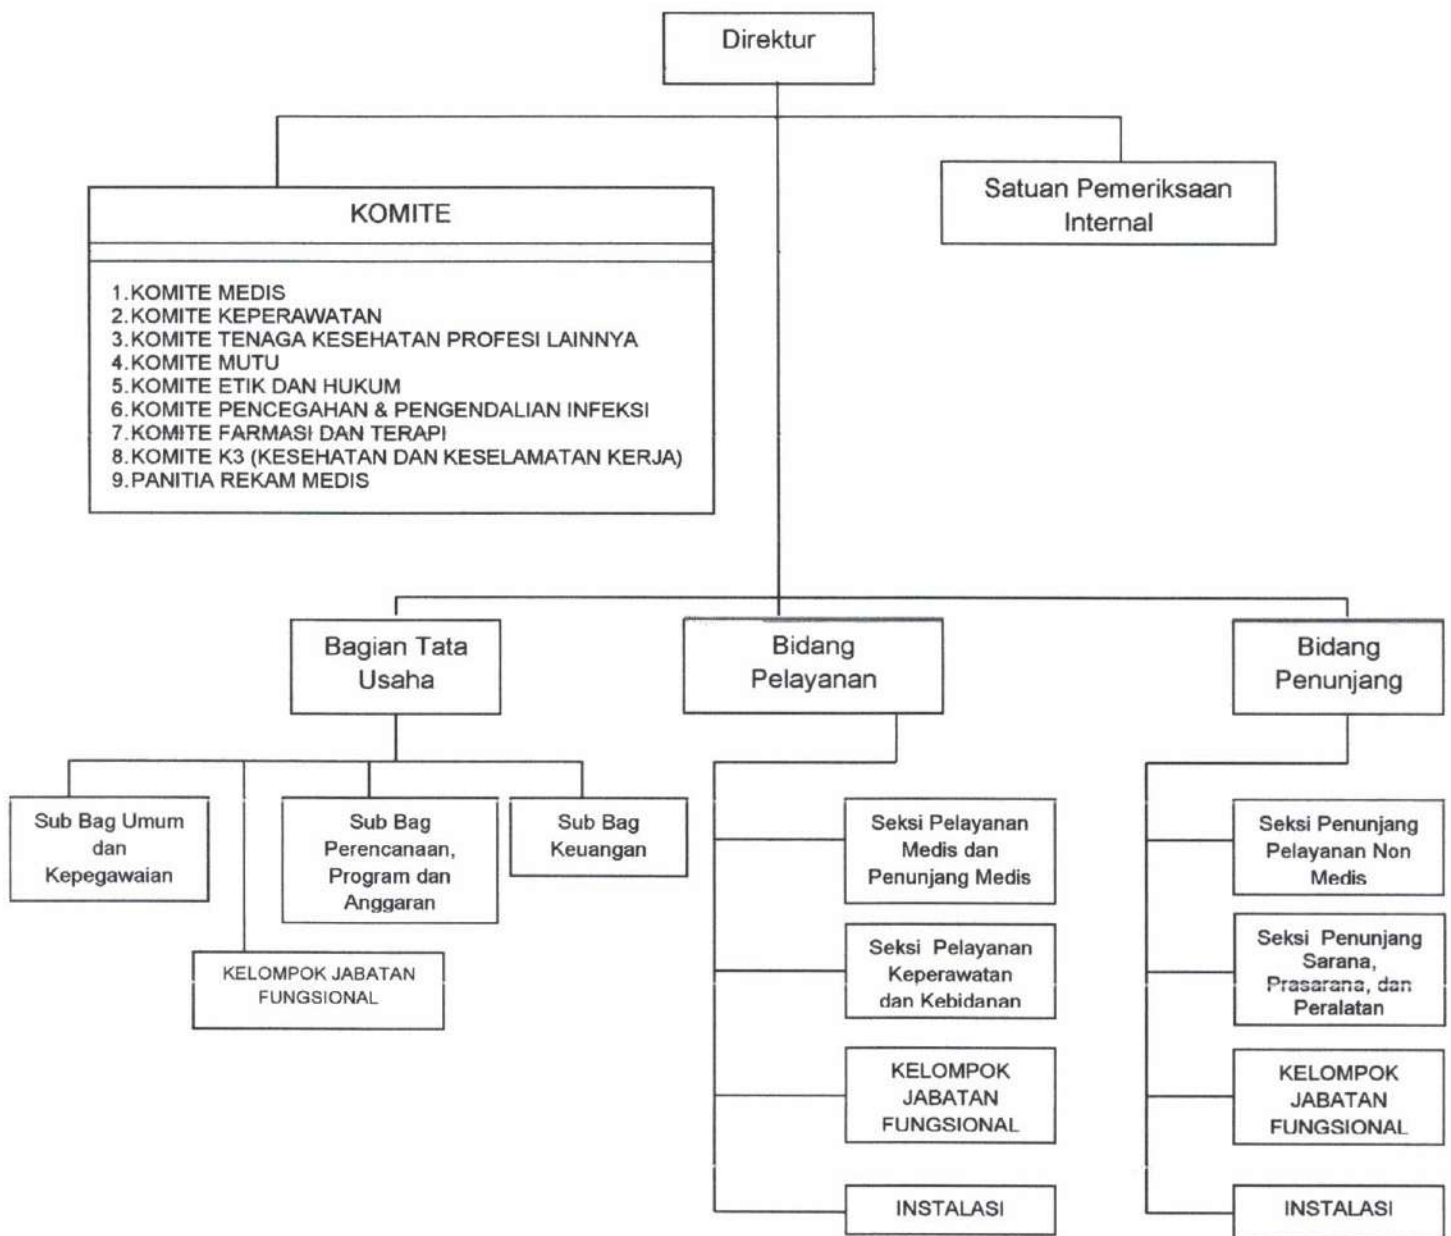 Direktur
Satuan Pemeriksaan
Internal
KOMITE
1.KOMITE MEDIS
2.KOMITE KEPERAWATAN
3.KOMITE TENAGA KESEHATAN PROFESI LAINNYA
4.KOMITE MUTU
5.KOMITE ETIK DAN HUKUM
6.KOMITE PENCEGAHAN & PENGENDALIAN INFEKSI
7.KOMITE FARMASI DAN TERAPI
8.KOMITE K3 (KESEHATAN DAN KESELAMATAN KERJA)
9.PANITIA REKAM MEDIS
Bagian Tata
Usaha
Bidang
Pelayanan
Bidang
Penunjang
Sub Bag Umum
dan
Kepegawaian
Sub Bag
Perencanaan,
Program dan
Anggaran
Sub Bag
Keuangan
KELOMPOK JABATAN
FUNGSIONAL
Seksi Pelayanan
Medis dan
Penunjang Medis
Seksi Pelayanan
Keperawatan
dan Kebidanan
KELOMPOK
JABATAN
FUNGSIONAL
INSTALASI
Seksi Penunjang
Pelayanan Non
Medis
Seksi Penunjang
Sarana,
Prasarana, dan
Peralatan
KELOMPOK
JABATAN
FUNGSIONAL
INSTALASI